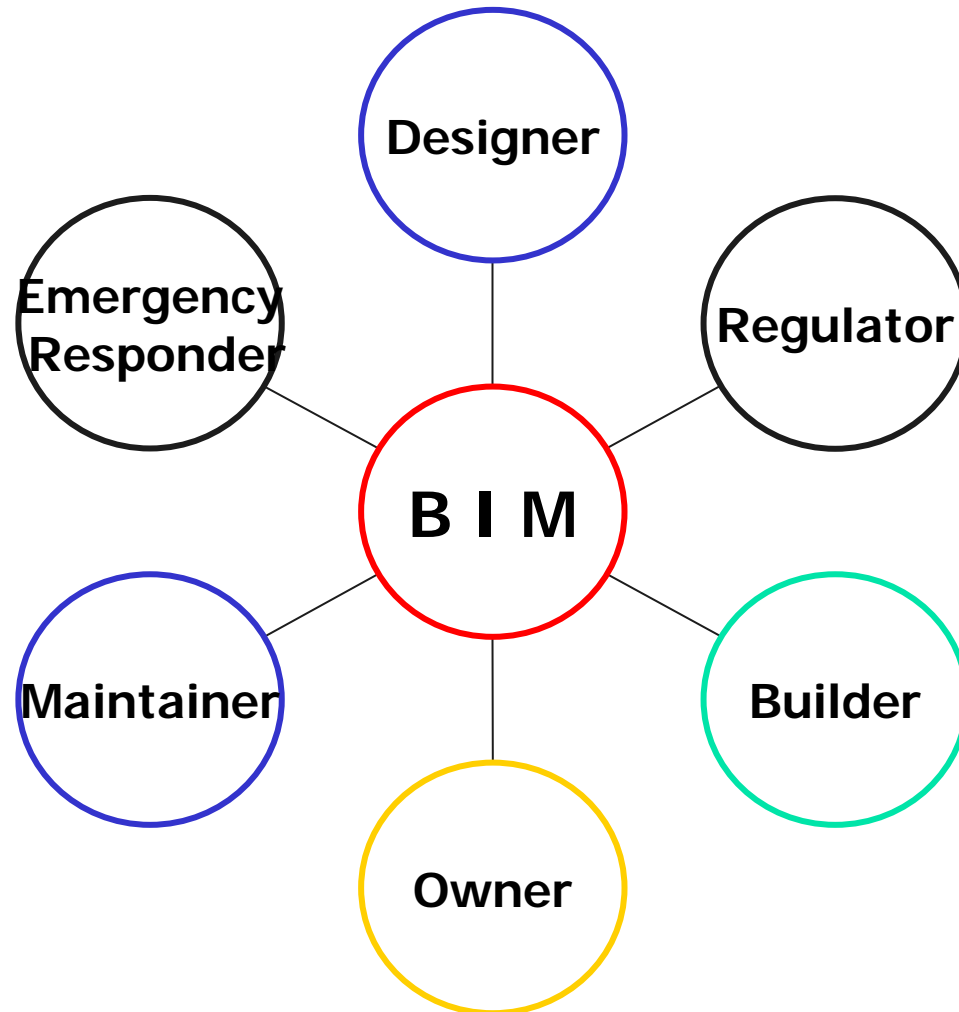 Designer
Emergency
Responder
Regulator
B I M
Maintainer
Builder
Owner